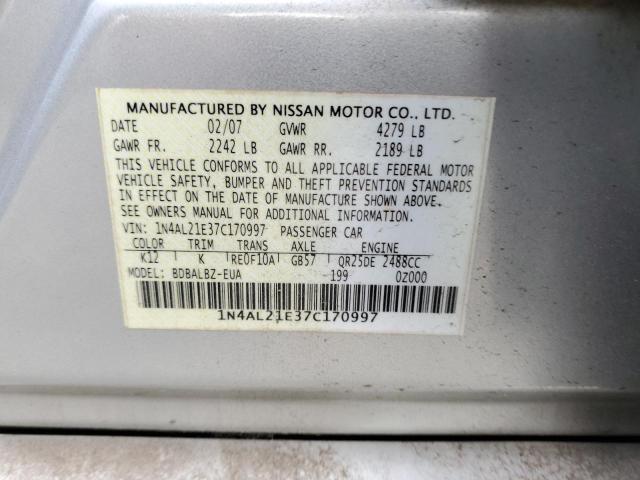 MANUFACTURED BY NISSAN MOTOR CO., LTD.
DATE 02/07 GVWR 4279 LB
GAWR FR. 2242 LB GAWR RR. 2189 LB
THIS VEHICLE CONFORMS TO ALL APPLICABLE FEDERAL MOTOR
VEHICLE SAFETY, BUMPER AND THEFT PREVENTION STANDARDS
IN EFFECT ON THE DATE OF MANUFACTURE SHOWN ABOVE.
SEE OWNERS MANUAL FOR ADDITIONAL INFORMATION.
VIN: 1N4AL21E37C170997 PASSENGER CAR
COLOR TRIM TRANS AXLE ENGINE
K12 K RE0F10A GB57 QR25DE 2488CC
MODEL: BDBALBZ-EUA 199 0Z000
1N4AL21E37C170997